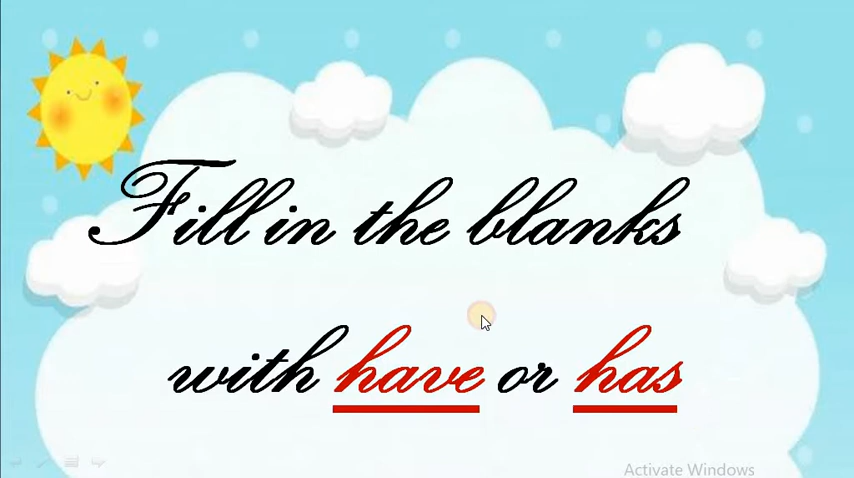 Fill in the blanks
with have or has
Activate Windows